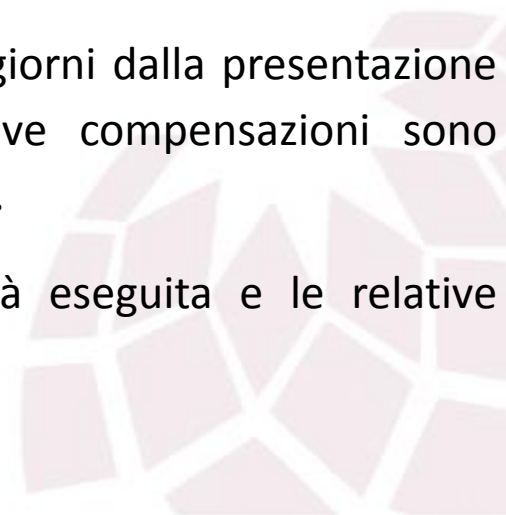 giorni dalla presentazione
ve compensazioni sono
.
à eseguita e le relative